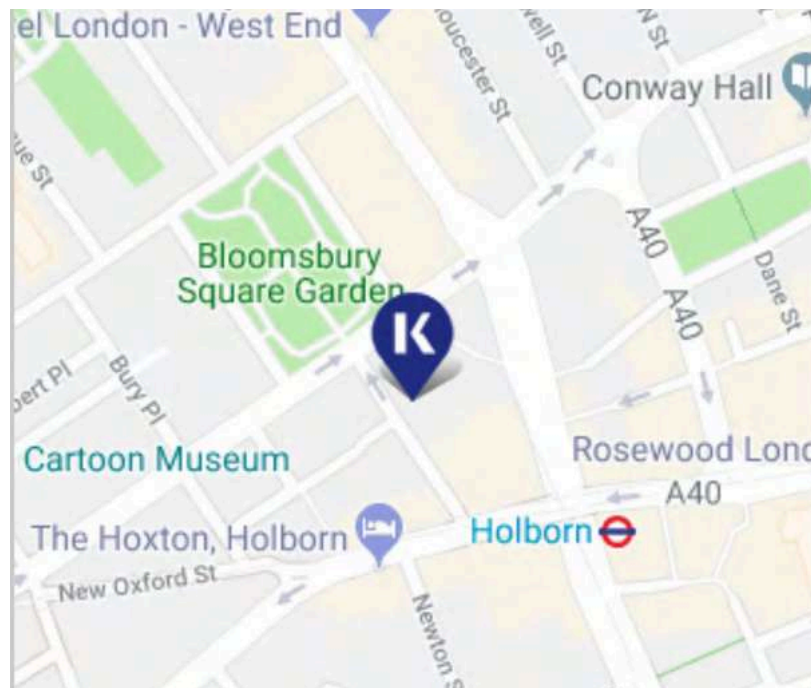 el London - West End
oucester St
well St
N St
Conway Hall
ue St
Bloomsbury
Square Garden
A40
A40
Dane St
K
bert Pl
Bury Pl
Cartoon Museum
Rosewood Lond
A40
The Hoxton, Holborn
Holborn
New Oxford St
Newton St